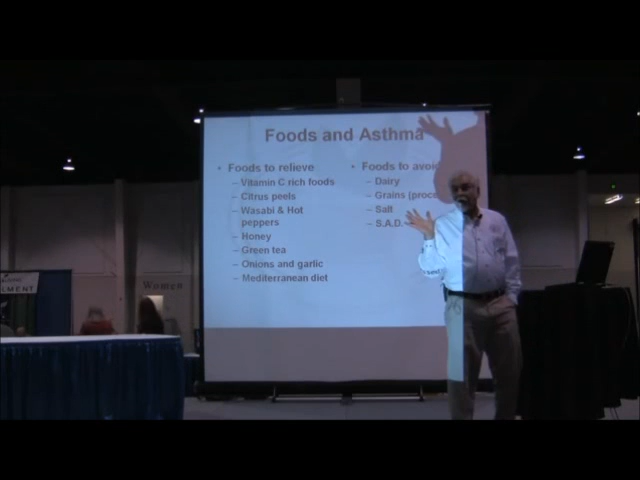 Foods and Asthma
• Foods to relieve
– Vitamin C rich foods
– Citrus peels
– Wasabi & Hot
peppers
– Honey
– Green tea
– Onions and garlic
– Mediterranean diet
• Foods to avoid
– Dairy
– Grains
– Salt
– S.A.D.
LMENT
Women